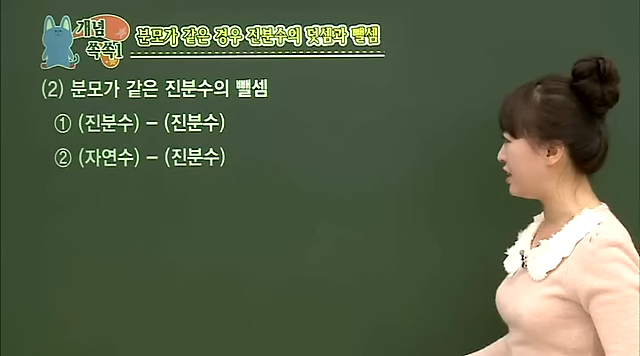 개념
쏙쏙1
분모가 같은 경우 진분수의 덧셈과 뺄셈
(2) 분모가 같은 진분수의 뺄셈
① (진분수) – (진분수)
② (자연수) – (진분수)